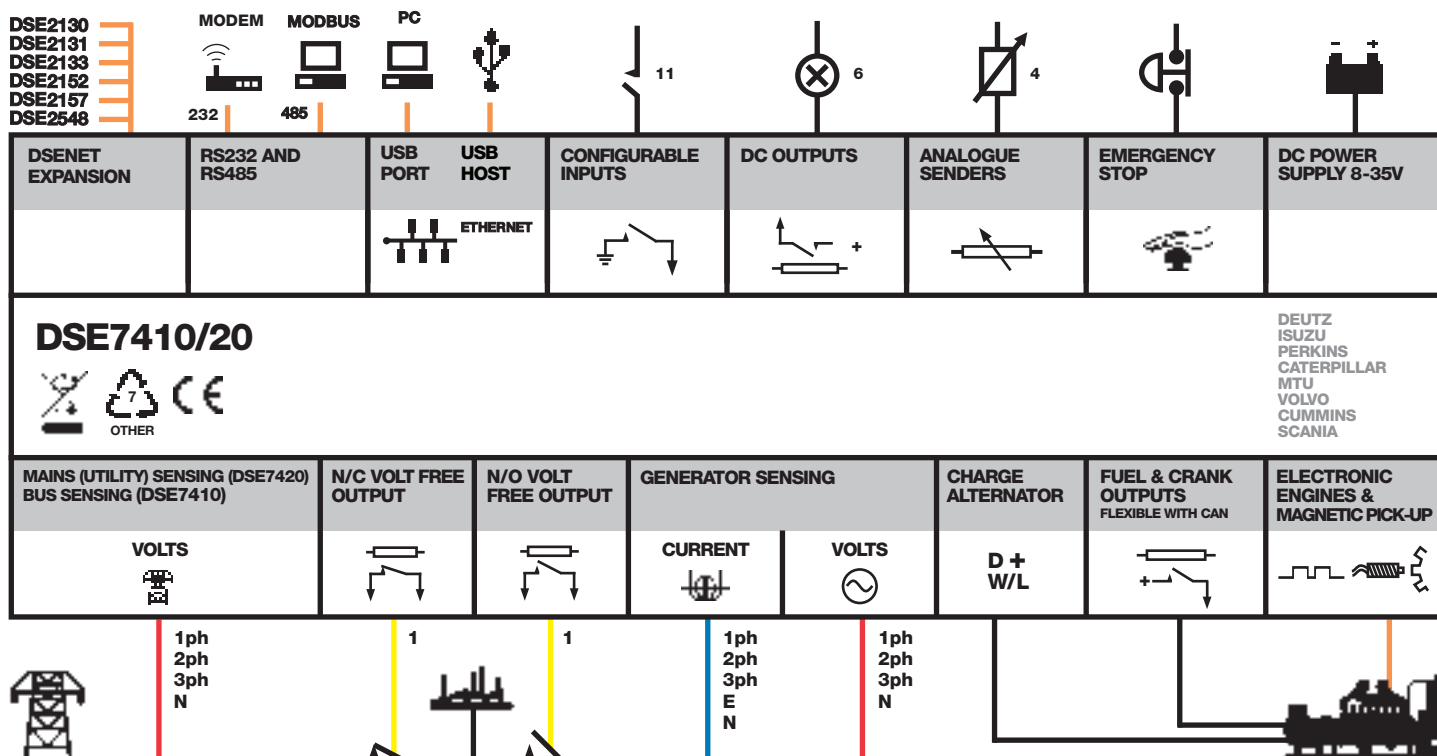 DSE2130
DSE2131
DSE2133
DSE2152
DSE2157
DSE2548
MODEM
MODBUS
PC
232
485
11
6
4
- +
DSENET
EXPANSION
RS232 AND
RS485
USB
PORT
USB
HOST
CONFIGURABLE
INPUTS
DC OUTPUTS
ANALOGUE
SENDERS
EMERGENCY
STOP
DC POWER
SUPPLY 8-35V
ETHERNET
+
DSE7410/20
7
OTHER
CE
DEUTZ
ISUZU
PERKINS
CATERPILLAR
MTU
VOLVO
CUMMINS
SCANIA
MAINS (UTILITY) SENSING (DSE7420)
BUS SENSING (DSE7410)
N/C VOLT FREE
OUTPUT
N/O VOLT
FREE OUTPUT
GENERATOR SENSING
CHARGE
ALTERNATOR
FUEL & CRANK
OUTPUTS
FLEXIBLE WITH CAN
ELECTRONIC
ENGINES &
MAGNETIC PICK-UP
VOLTS
CURRENT
VOLTS
D +
W/L
+
1ph
2ph
3ph
N
1
1
1ph
2ph
3ph
E
N
1ph
2ph
3ph
N